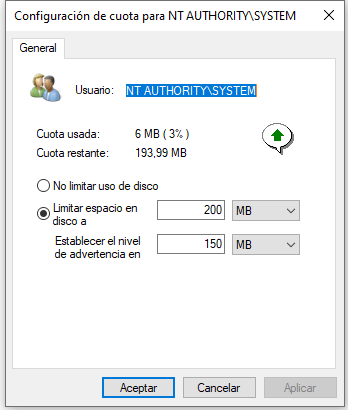 Configuración de cuota para NT AUTHORITY\SYSTEM
General
Usuario: NT AUTHORITY\SYSTEM
Cuota usada: 6 MB ( 3% )
Cuota restante: 193,99 MB
No limitar uso de disco
Limitar espacio en
disco a 200 MB
Establecer el nivel
de advertencia en 150 MB
Aceptar Cancelar Aplicar